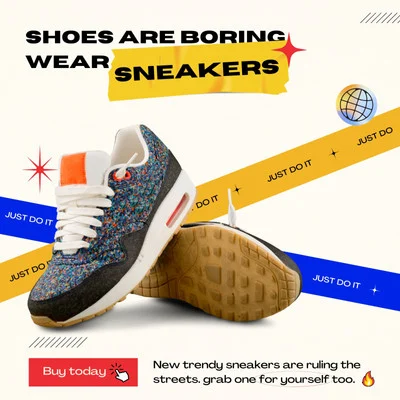 SHOES ARE BORING
WEAR SNEAKERS
JUST DO
JUST DO IT
DO IT
JUST DO IT
JUST DO
JUST DO IT
Buy today
New trendy sneakers are ruling the
streets. grab one for yourself too. 🔥